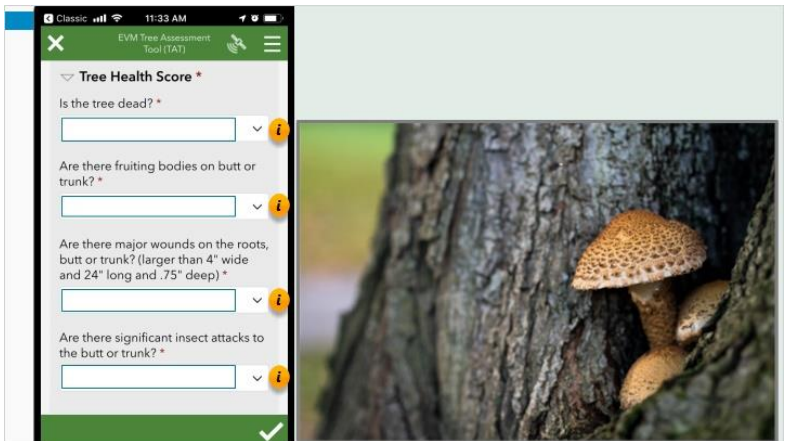 Classic 11:33 AM
EVM Tree Assessment
Tool (TAT)
Tree Health Score *
Is the tree dead? *
i
Are there fruiting bodies on butt or
trunk? *
i
Are there major wounds on the roots,
butt or trunk? (larger than 4" wide
and 24" long and .75" deep) *
i
Are there significant insect attacks to
the butt or trunk? *
i